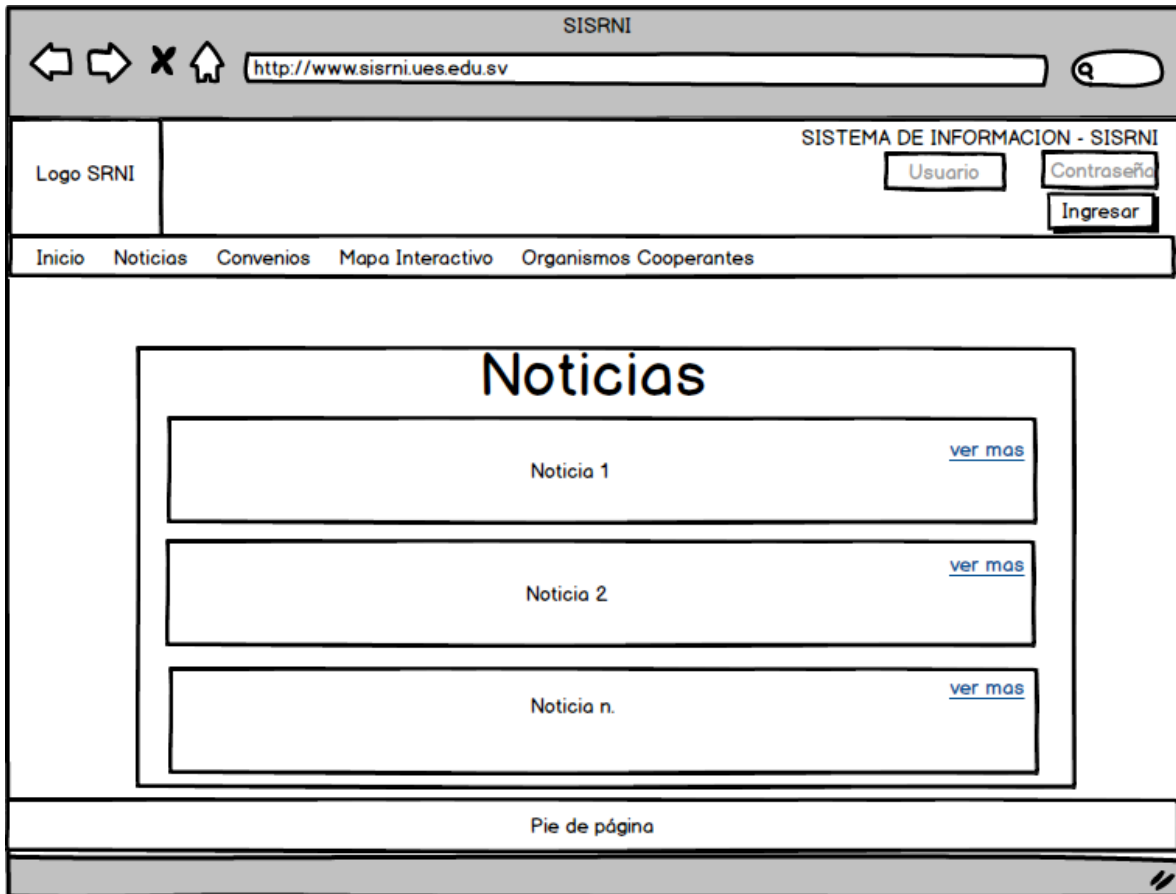 SISRNI
http://www.sisrni.ues.edu.sv
SISTEMA DE INFORMACION - SISRNI
Logo SRNI
Usuario
Contraseña
Ingresar
Inicio Noticias Convenios Mapa Interactivo Organismos Cooperantes
Noticias
ver mas
Noticia 1
ver mas
Noticia 2
ver mas
Noticia n.
Pie de página